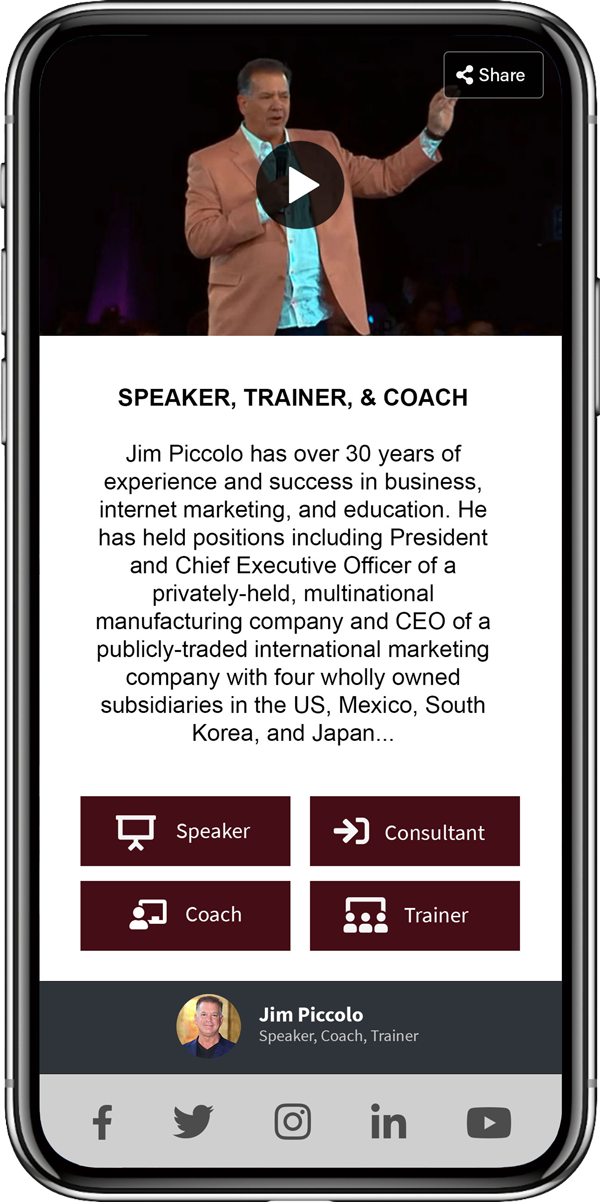 Share
SPEAKER, TRAINER, & COACH
Jim Piccolo has over 30 years of
experience and success in business,
internet marketing, and education. He
has held positions including President
and Chief Executive Officer of a
privately-held, multinational
manufacturing company and CEO of a
publicly-traded international marketing
company with four wholly owned
subsidiaries in the US, Mexico, South
Korea, and Japan...
Speaker
Consultant
Coach
Trainer
Jim Piccolo
Speaker, Coach, Trainer